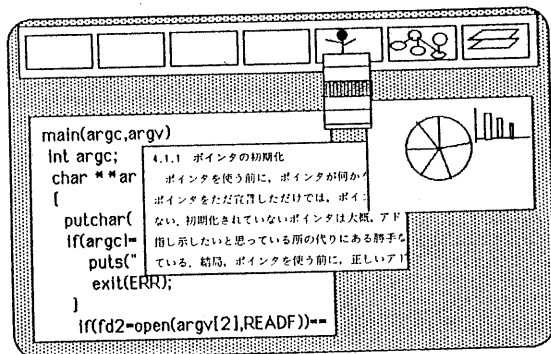 main(argc,argv)
int argc;
char **ar
{
putchar(
if(argc!=
puts("
exit(ERR);
}
if(fd2=open(argv[2],READF))==
4.1.1 ポインタの初期化
ポインタを使う前に，ポインタが何か
ポインタをただ宣言しただけでは，ポイ
ない．初期化されていないポインタは大概，アド
指し示したいと思っている所の代りにある勝手な
ている．結局，ポインタを使う前に，正しいアド